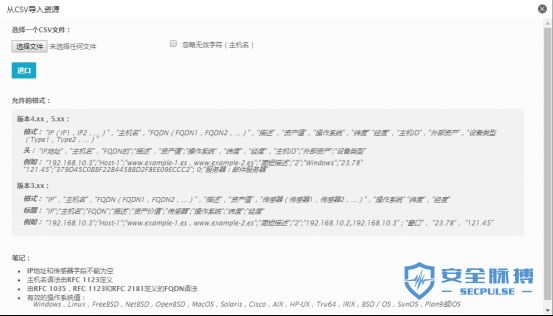 从CSV导入资源
选择一个CSV文件:
选择文件 未选择任何文件
忽略无效字符（主机名）
进口
允许的格式:
版本4.xx，5.xx:
格式："IP（IP1，IP2，...）"，"主机名"，"FQDN（FQDN1，FQDN2，...）"，"描述"，"资产值"，"操作系统"，"纬度" "经度"，"主机ID"，"外部资产"，"设备类型
（Type1，Type2，...）"
头："IP地址"，"主机名"，"FQDN的";"描述"，"资产值"，"操作系统"，"纬度"，"经度"，"主机ID";"外部资产";"设备类型"
例如："192.168.10.3";"Host-1";"www.example-1.es，www.example-2.es";"简短描述";"2";"Windows";"23.78"
"121.45";"379D45C0BBF22B4458BD2F8EE09ECCC2"; 0;"服务器：邮件服务器"
版本3.xx:
格式："IP"，"主机名"，"FQDN（FQDN1，FQDN2，...）"，"描述"，"资产值"，"传感器（传感器1，传感器2，...）"，"操作系统" "纬度"，"经度"
标题："IP";"主机名";"FQDN";"描述";"资产价值";"传感器";"操作系统";"纬度";"经度"
例如："192.168.10.3";"Host-1";"www.example-1.es，www.example-2.es";"简短描述";"2";"192.168.10.2,192.168.10.3"；"窗口"，"23.78"，"121.45"
笔记:
IP地址和传感器字段不能为空
主机名语法由RFC 1123定义
由RFC 1035，RFC 1123和RFC 2181定义的FQDN语法
有效的操作系统值：
Windows，Linux，FreeBSD，NetBSD，OpenBSD，MacOS，Solaris，Cisco，AIX，HP-UX，Tru64，IRIX，BSD / OS，SunOS，Plan9或iOS
安全脉搏
SECPULSE